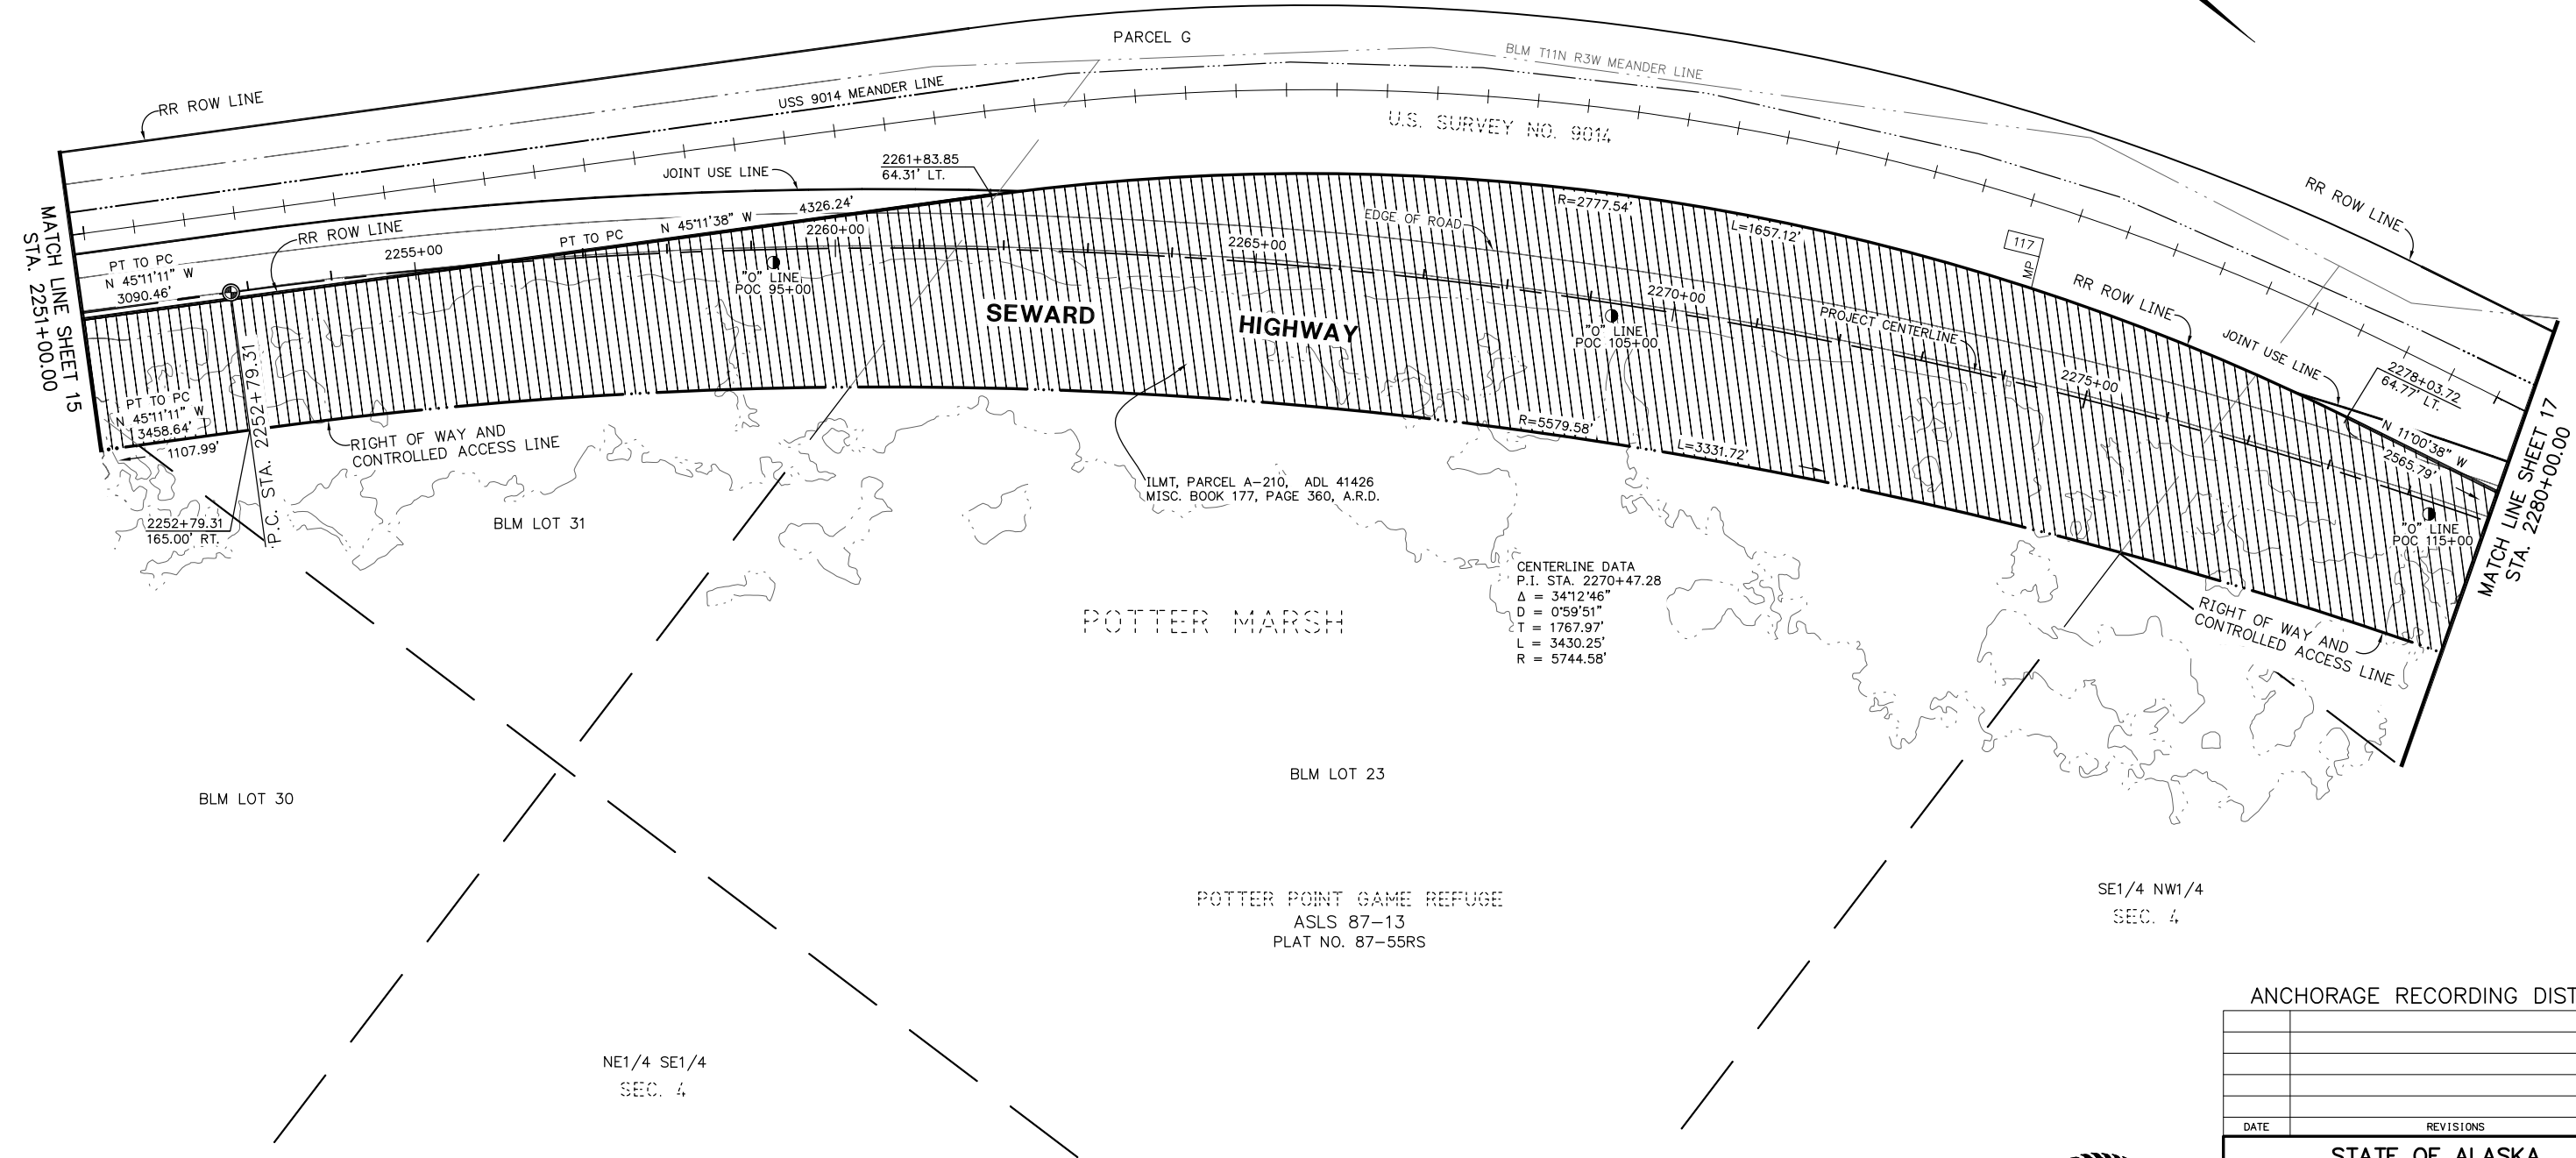 PARCEL G
BLM T11N R3W MEANDER LINE
RR ROW LINE
USS 9014 MEANDER LINE
U.S. SURVEY NO. 9014
RR ROW LINE
2261+83.85
64.31' LT.
JOINT USE LINE
4326.24'
N 45°11'38" W
PT TO PC
RR ROW LINE
2255+00
2260+00
2265+00
EDGE OF ROAD
R=2777.54'
L=1657.12'
117
MP
RR ROW LINE
JOINT USE LINE
2278+03.72
64.77' LT.
N 11°00'38" W
2565.79'
MATCH LINE SHEET 15
STA. 2251+00.00
PT TO PC
N 45°11'11" W
3090.46'
"O" LINE
POC 95+00
SEWARD
HIGHWAY
2270+00
"O" LINE
POC 105+00
PROJECT CENTERLINE
2275+00
"O" LINE
POC 115+00
MATCH LINE SHEET 17
STA. 2280+00.00
PT TO PC
N 45°11'11" W
3458.64'
1107.99'
P.C. STA. 2252+79.31
RIGHT OF WAY AND
CONTROLLED ACCESS LINE
R=5579.58'
L=3331.72'
ILMT, PARCEL A-210, ADL 41426
MISC. BOOK 177, PAGE 360, A.R.D.
2252+79.31
165.00' RT.
BLM LOT 31
CENTERLINE DATA
P.I. STA. 2270+47.28
Δ = 34°12'46"
D = 0°59'51"
T = 1767.97'
L = 3430.25'
R = 5744.58'
RIGHT OF WAY AND
CONTROLLED ACCESS LINE
POTTER MARSH
BLM LOT 30
BLM LOT 23
POTTER POINT GAME REFUGE
ASLS 87-13
PLAT NO. 87-55RS
SE1/4 NW1/4
SEC. 4
NE1/4 SE1/4
SEC. 4
ANCHORAGE RECORDING DIST
DATE REVISIONS
STATE OF ALASKA